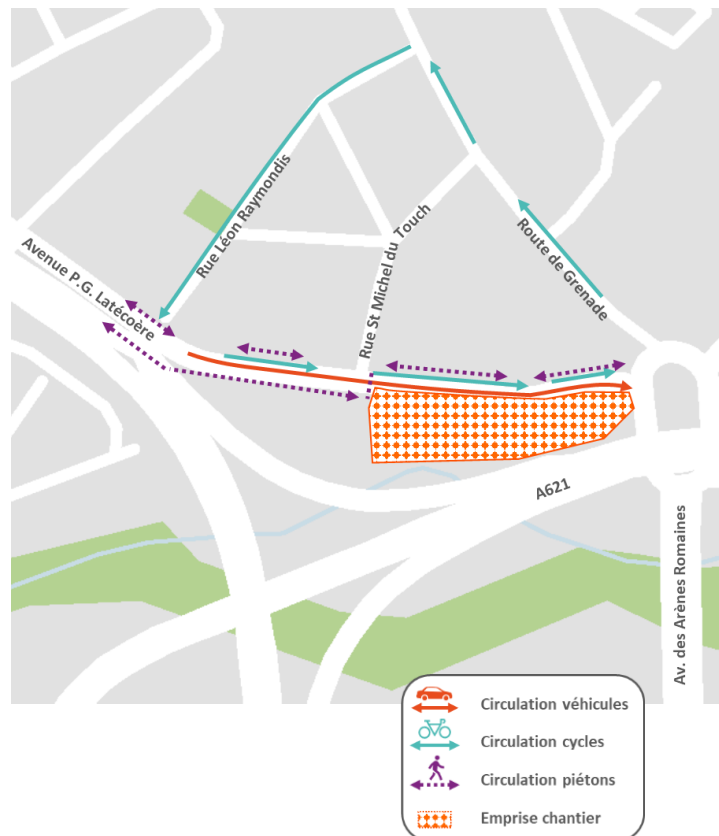 Rue Léon Raymondis
Avenue P.G. Latécoère
Rue St Michel du Touch
Route de Grenade
A621
Av. des Arènes Romaines
Circulation véhicules
Circulation cycles
Circulation piétons
Emprise chantier